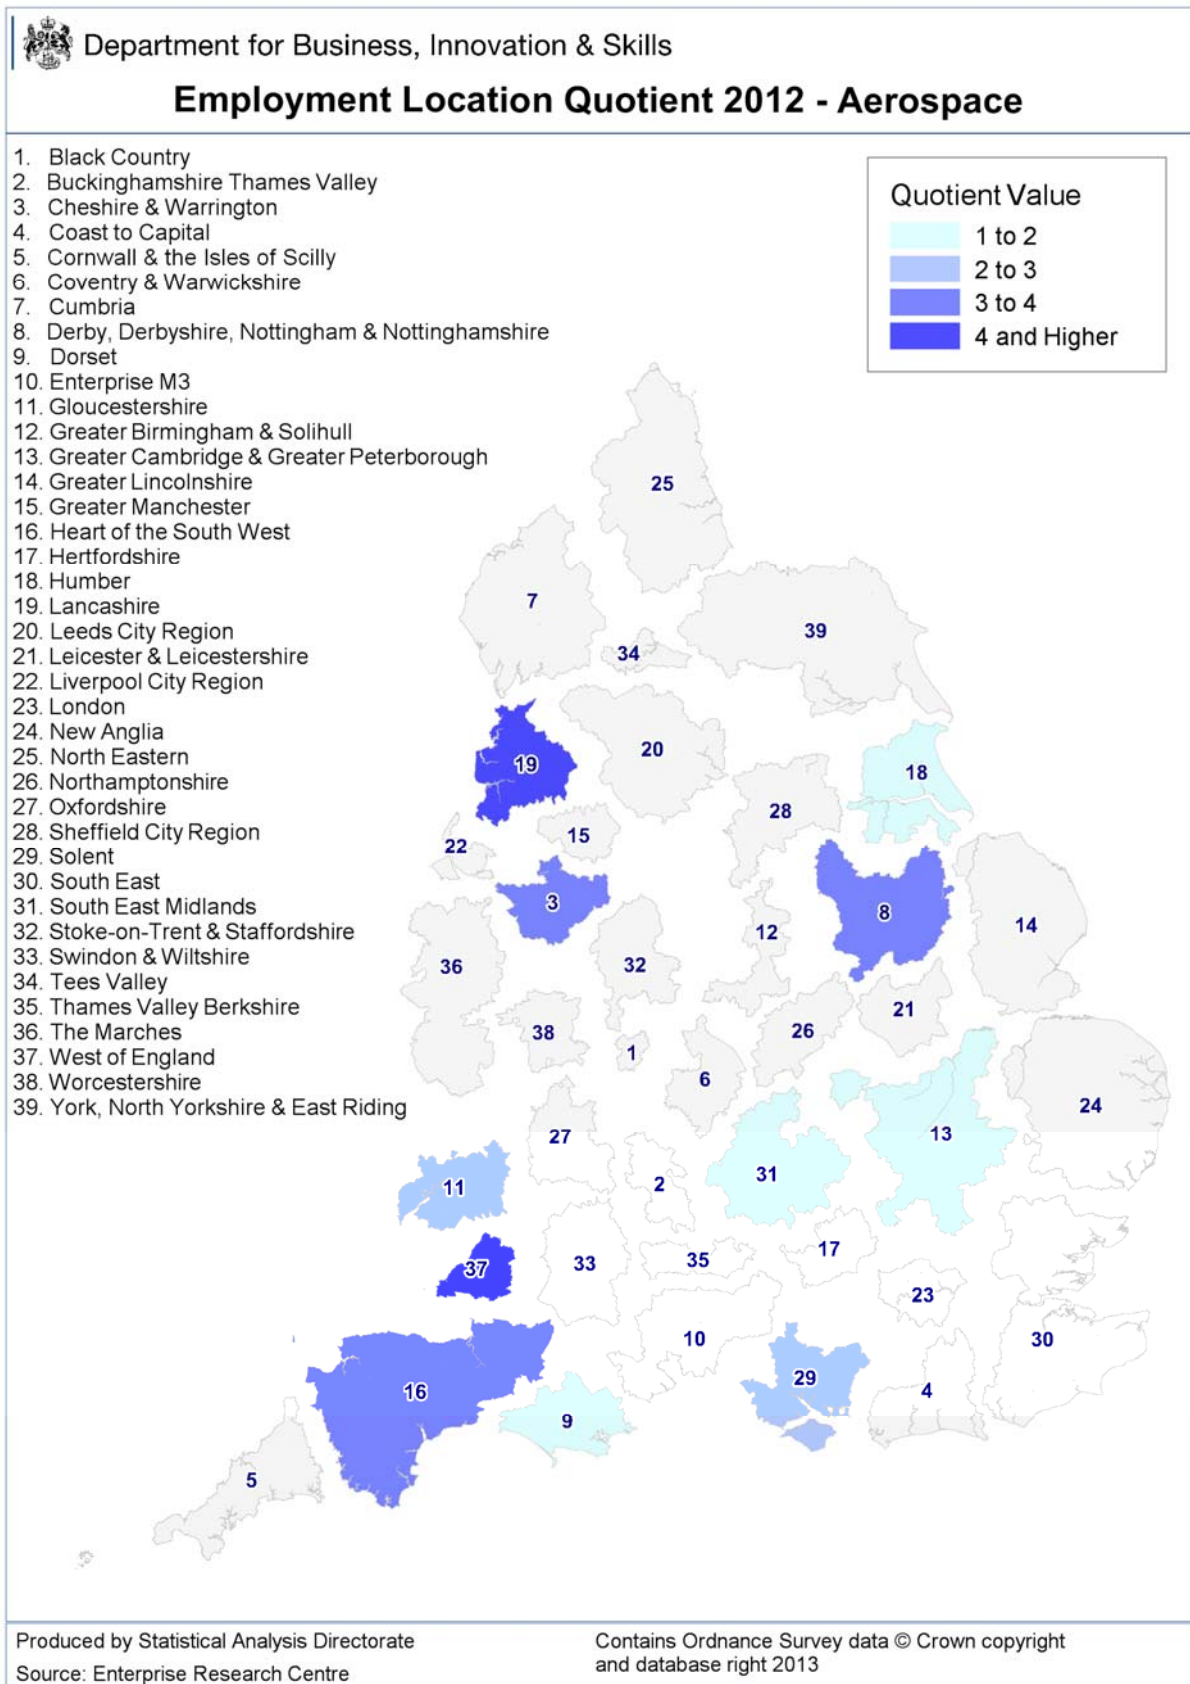 Department for Business, Innovation & Skills
Employment Location Quotient 2012 - Aerospace
1. Black Country
2. Buckinghamshire Thames Valley
3. Cheshire & Warrington
4. Coast to Capital
5. Cornwall & the Isles of Scilly
6. Coventry & Warwickshire
7. Cumbria
8. Derby, Derbyshire, Nottingham & Nottinghamshire
9. Dorset
10. Enterprise M3
11. Gloucestershire
12. Greater Birmingham & Solihull
13. Greater Cambridge & Greater Peterborough
14. Greater Lincolnshire
15. Greater Manchester
16. Heart of the South West
17. Hertfordshire
18. Humber
19. Lancashire
20. Leeds City Region
21. Leicester & Leicestershire
22. Liverpool City Region
23. London
24. New Anglia
25. North Eastern
26. Northamptonshire
27. Oxfordshire
28. Sheffield City Region
29. Solent
30. South East
31. South East Midlands
32. Stoke-on-Trent & Staffordshire
33. Swindon & Wiltshire
34. Tees Valley
35. Thames Valley Berkshire
36. The Marches
37. West of England
38. Worcestershire
39. York, North Yorkshire & East Riding
Quotient Value
1 to 2
2 to 3
3 to 4
4 and Higher
25
7
39
34
20
19
18
28
15
22
3
8
12
14
32
36
21
26
38
1
6
24
13
27
31
2
11
17
35
33
37
23
10
30
29
4
16
9
5
Produced by Statistical Analysis Directorate
Source: Enterprise Research Centre
Contains Ordnance Survey data © Crown copyright
and database right 2013